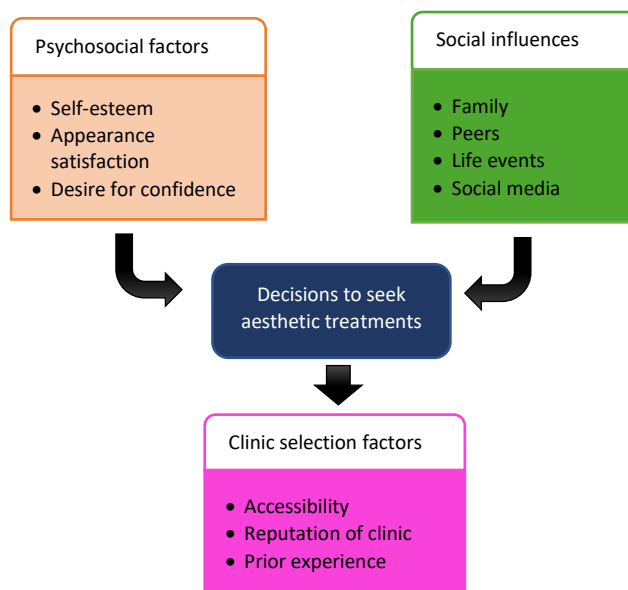 Psychosocial factors
• Self-esteem
• Appearance
satisfaction
• Desire for confidence
Social influences
• Family
• Peers
• Life events
• Social media
Decisions to seek
aesthetic treatments
Clinic selection factors
• Accessibility
• Reputation of clinic
• Prior experience